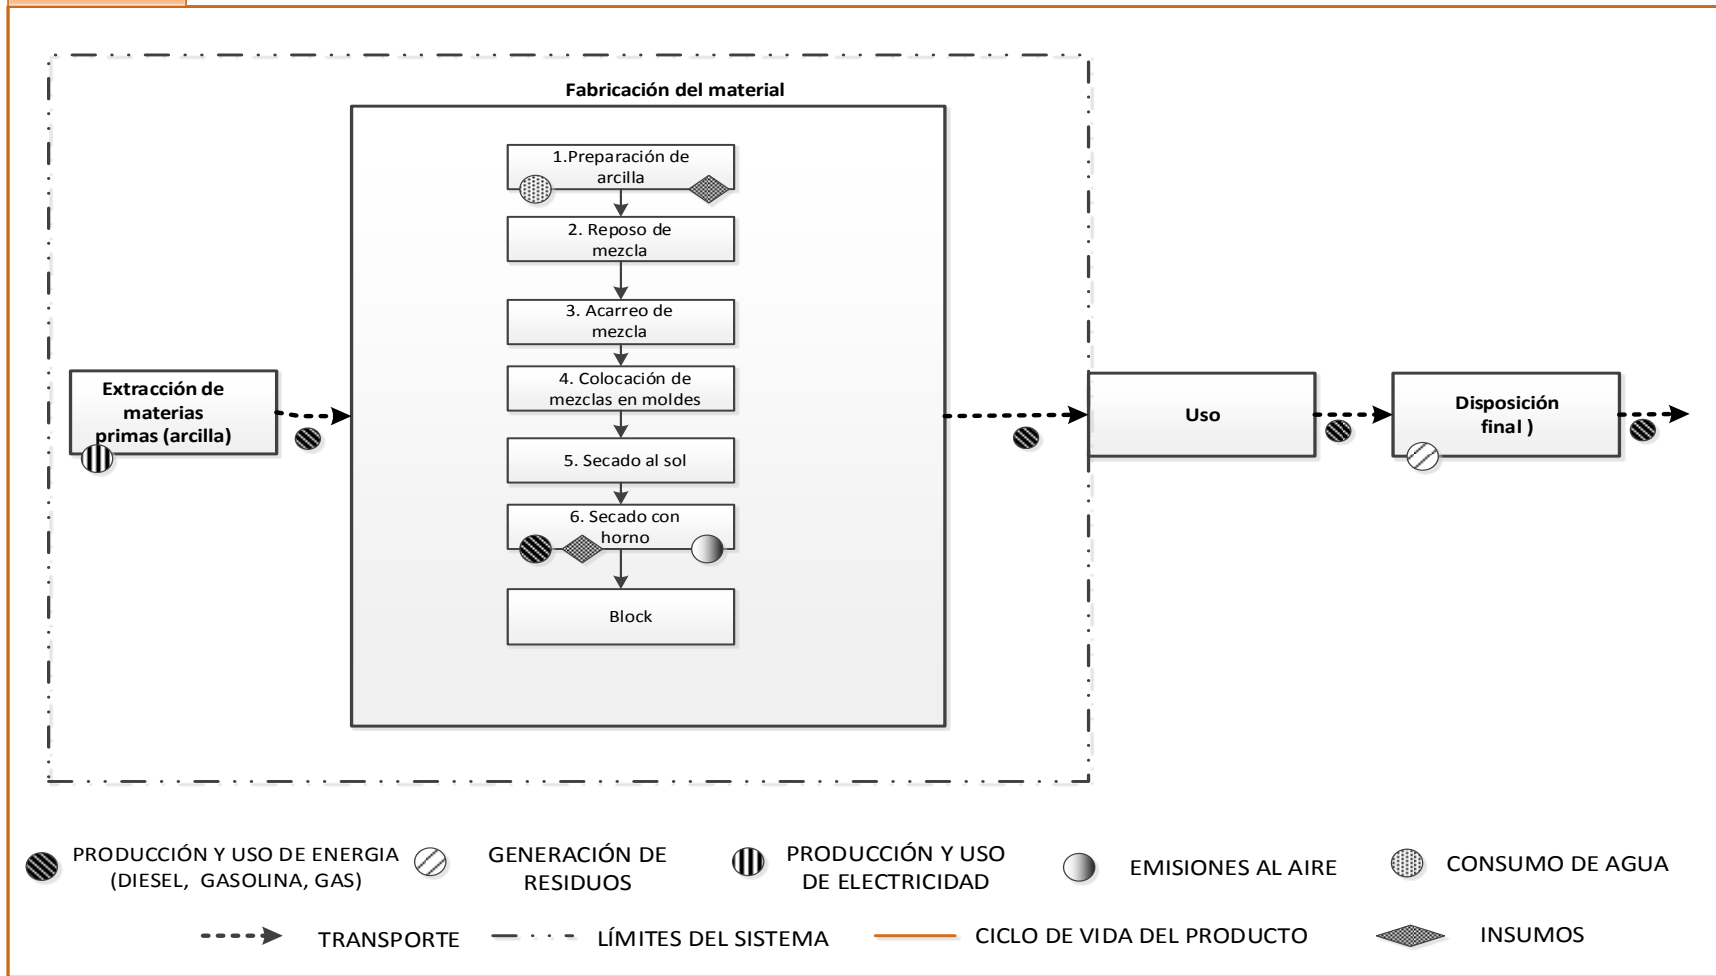 Fabricación del material
1.Preparación de
arcilla
2. Reposo de
mezcla
3. Acarreo de
mezcla
4. Colocación de
mezclas en moldes
5. Secado al sol
6. Secado con
horno
Block
Extracción de
materias
primas (arcilla)
Uso
Disposición
final )
PRODUCCIÓN Y USO DE ENERGIA
(DIESEL, GASOLINA, GAS)
GENERACIÓN DE
RESIDUOS
PRODUCCIÓN Y USO
DE ELECTRICIDAD
EMISIONES AL AIRE
CONSUMO DE AGUA
TRANSPORTE
LÍMITES DEL SISTEMA
CICLO DE VIDA DEL PRODUCTO
INSUMOS